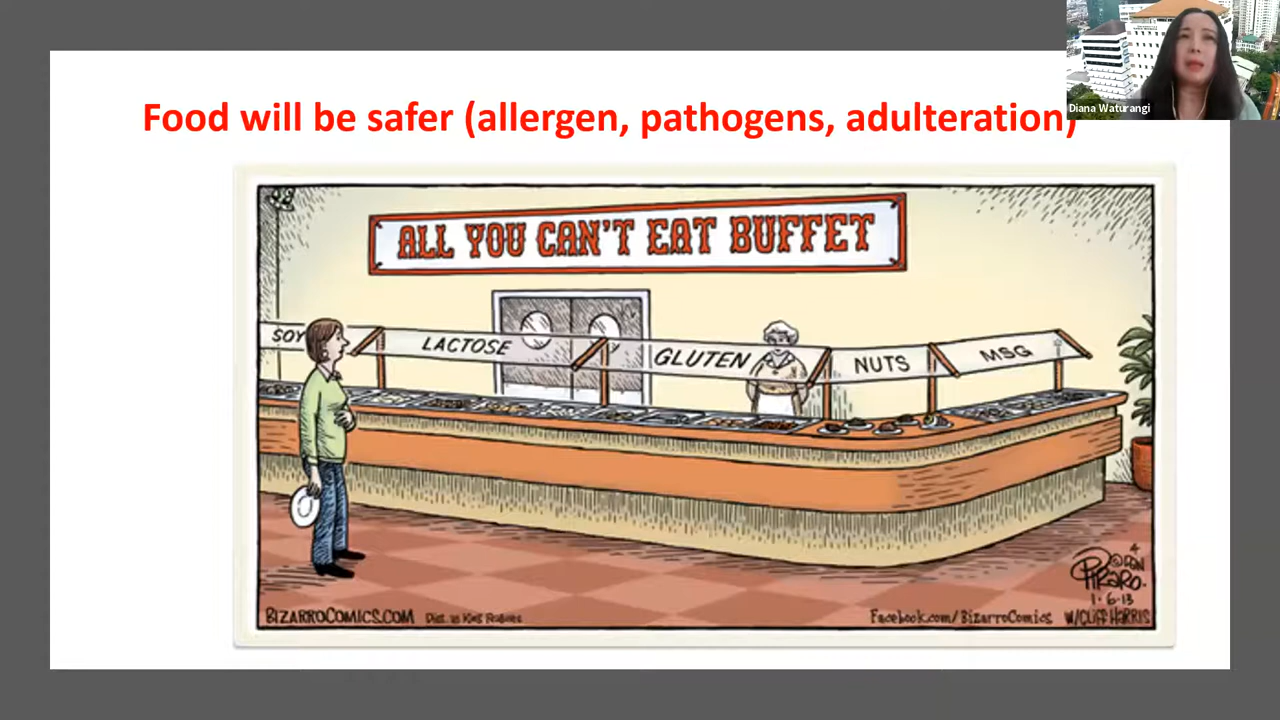 Diana Waturangi
Food will be safer (allergen, pathogens, adulteration)
ALL YOU CAN'T EAT BUFFET
SOY
LACTOSE
GLUTEN
NUTS
MSG
PIRARO.
1-6-13
BIZARROCOMICS.COM
Facebook.com/BizarroComics
W/CLIFF HARRIS